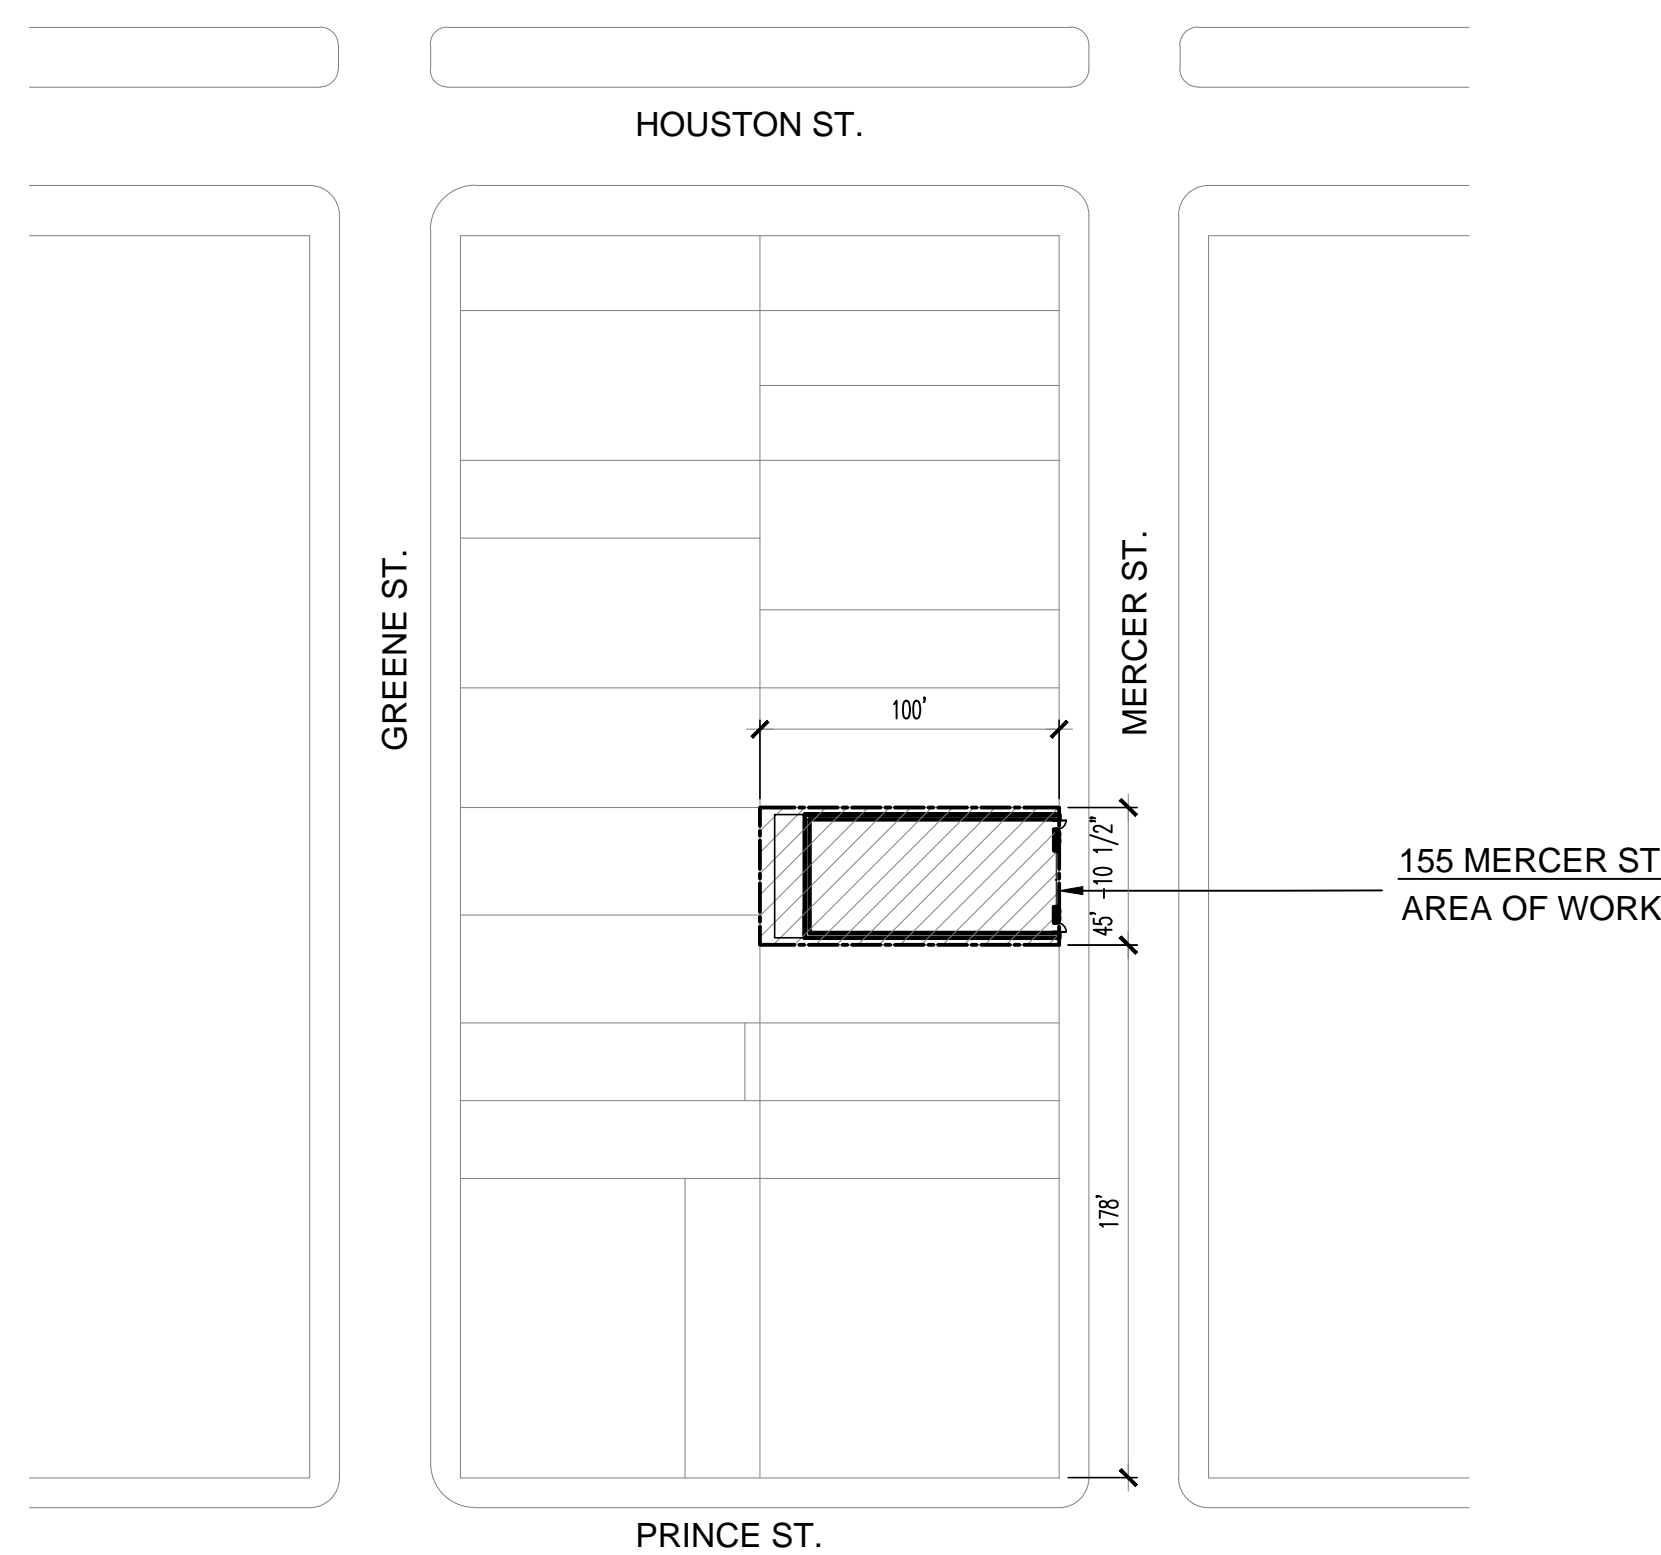 HOUSTON ST.
GREENE ST.
MERCER ST.
100'
45' -10 1/2"
155 MERCER ST
AREA OF WORK
178'
PRINCE ST.